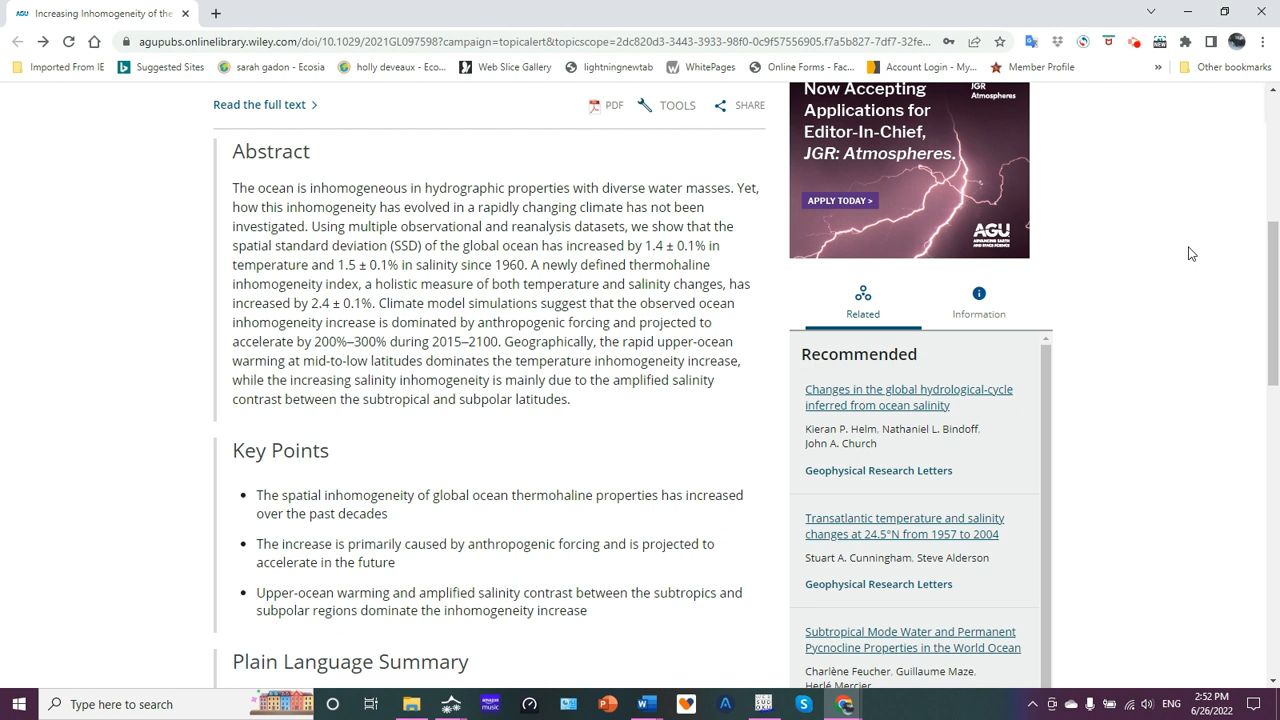 Increasing Inhomogeneity of the
agupubs.onlinelibrary.wiley.com/doi/10.1029/2021GL097598?campaign=topicalert&topicscope=2dc820d3-3443-3933-98f0-0c9f57556905.f7a5b827-7df7-32fe...
Imported From IE
Suggested Sites
sarah gadon - Ecosia
holly deveaux - Eco...
Web Slice Gallery
lightningnewtab
WhitePages
Online Forms - Fac...
Account Login - My...
Member Profile
»
Other bookmarks
Read the full text >
PDF
TOOLS
SHARE
Abstract
The ocean is inhomogeneous in hydrographic properties with diverse water masses. Yet,
how this inhomogeneity has evolved in a rapidly changing climate has not been
investigated. Using multiple observational and reanalysis datasets, we show that the
spatial standard deviation (SSD) of the global ocean has increased by 1.4 ± 0.1% in
temperature and 1.5 ± 0.1% in salinity since 1960. A newly defined thermohaline
inhomogeneity index, a holistic measure of both temperature and salinity changes, has
increased by 2.4 ± 0.1%. Climate model simulations suggest that the observed ocean
inhomogeneity increase is dominated by anthropogenic forcing and projected to
accelerate by 200%–300% during 2015–2100. Geographically, the rapid upper-ocean
warming at mid-to-low latitudes dominates the temperature inhomogeneity increase,
while the increasing salinity inhomogeneity is mainly due to the amplified salinity
contrast between the subtropical and subpolar latitudes.
Key Points
• The spatial inhomogeneity of global ocean thermohaline properties has increased
over the past decades
• The increase is primarily caused by anthropogenic forcing and is projected to
accelerate in the future
• Upper-ocean warming and amplified salinity contrast between the subtropics and
subpolar regions dominate the inhomogeneity increase
Plain Language Summary
Now Accepting
Applications for
Editor-In-Chief,
JGR: Atmospheres.
JGR
Atmospheres
APPLY TODAY >
AGU
ADVANCING EARTH
AND SPACE SCIENCE
Related
Information
Recommended
Changes in the global hydrological-cycle
inferred from ocean salinity
Kieran P. Helm, Nathaniel L. Bindoff,
John A. Church
Geophysical Research Letters
Transatlantic temperature and salinity
changes at 24.5°N from 1957 to 2004
Stuart A. Cunningham, Steve Alderson
Geophysical Research Letters
Subtropical Mode Water and Permanent
Pycnocline Properties in the World Ocean
Charlène Feucher, Guillaume Maze,
Herlé Mercier
Type here to search
ENG
2:52 PM
6/26/2022